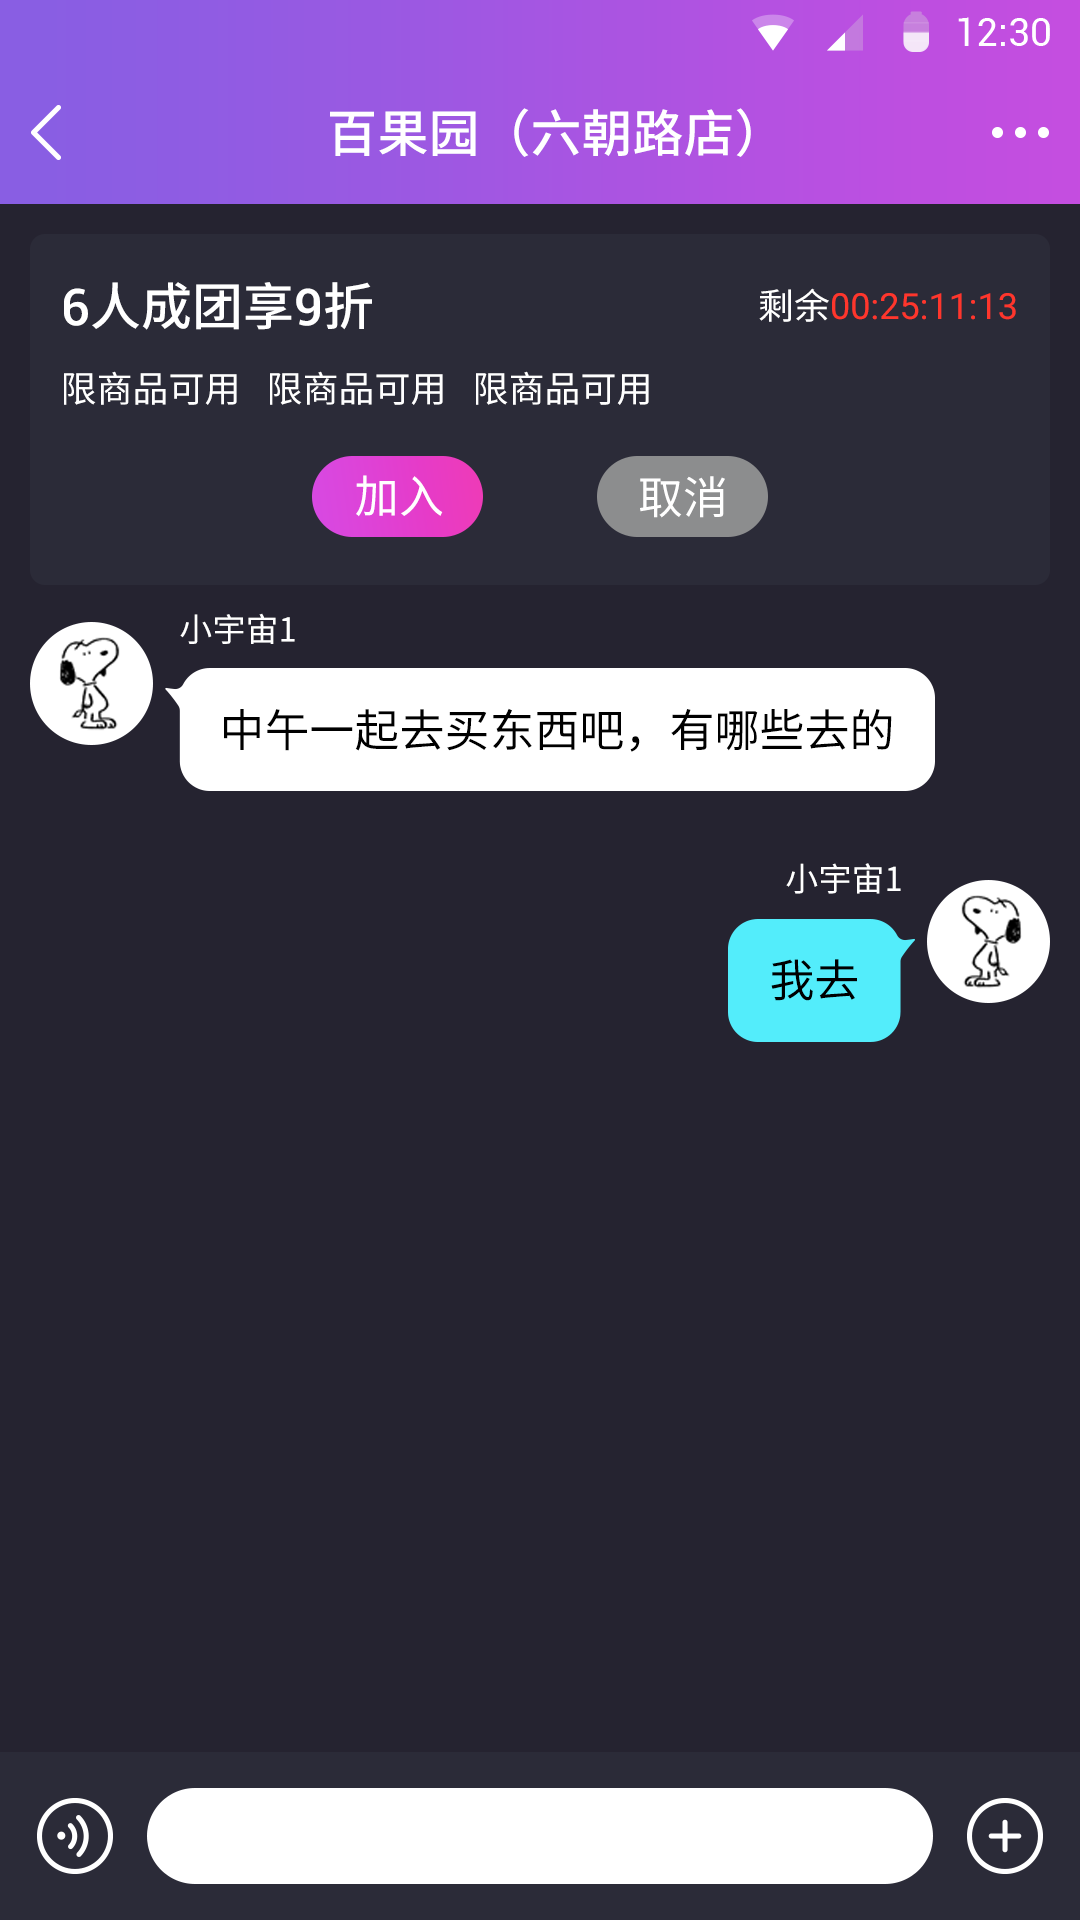 12:30
百果园（六朝路店）
6人成团享9折
剩余00:25:11:13
限商品可用 限商品可用 限商品可用
加入 取消
小宇宙1
中午一起去买东西吧，有哪些去的
小宇宙1
我去